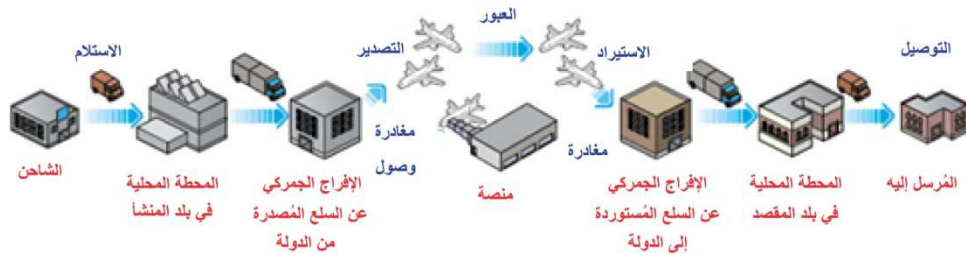 العبور
الاستلام
التصدير
الاستيراد
التوصيل
مغادرة
وصول
مغادرة
الشاحن
المحطة المحلية
في بلد المنشأ
الإفراج الجمركي
عن السلع المُصدرة
من الدولة
منصة
الإفراج الجمركي
عن السلع المُستوردة
إلى الدولة
المحطة المحلية
في بلد المقصد
المُرسل إليه